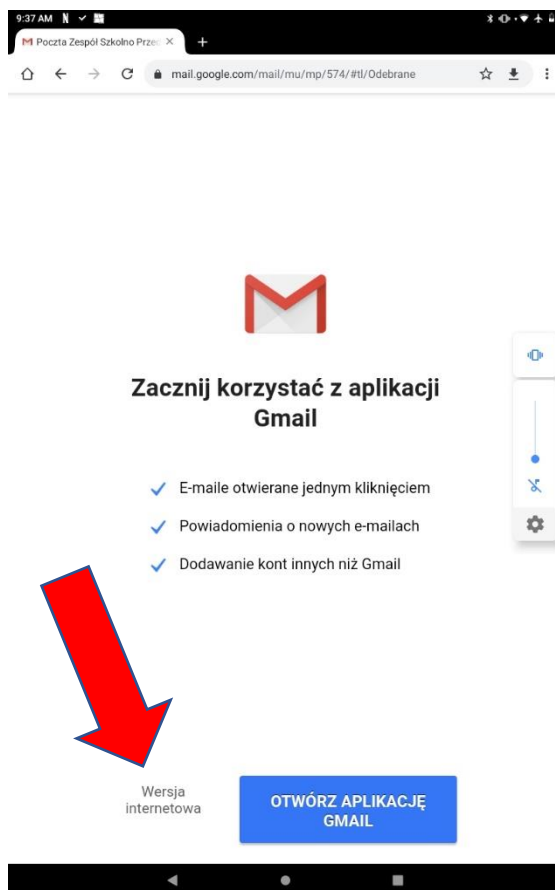 9:37 AM
Poczta Zespół Szkolno Przed
mail.google.com/mail/mu/mp/574/#tl/Odebrane
Zacznij korzystać z aplikacji
Gmail
E-maile otwierane jednym kliknięciem
Powiadomienia o nowych e-mailach
Dodawanie kont innych niż Gmail
Wersja
internetowa
OTWÓRZ APLIKACJĘ
GMAIL